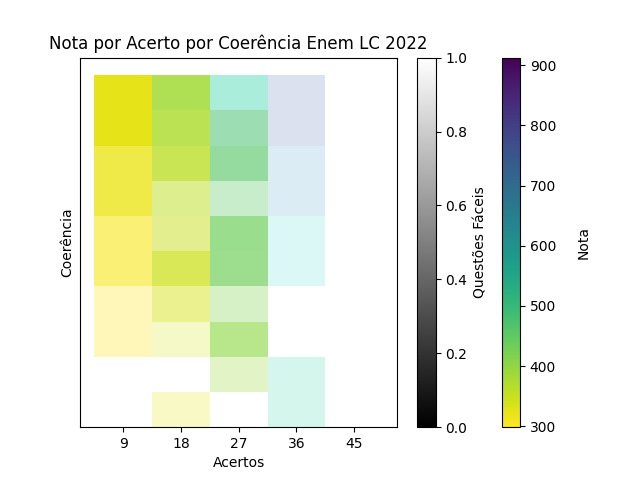 Nota por Acerto por Coerência Enem LC 2022
Coerência
9 18 27 36 45
Acertos
1.0
0.8
0.6
0.4
0.2
0.0
Questões Fáceis
900
800
700
600
500
400
300
Nota